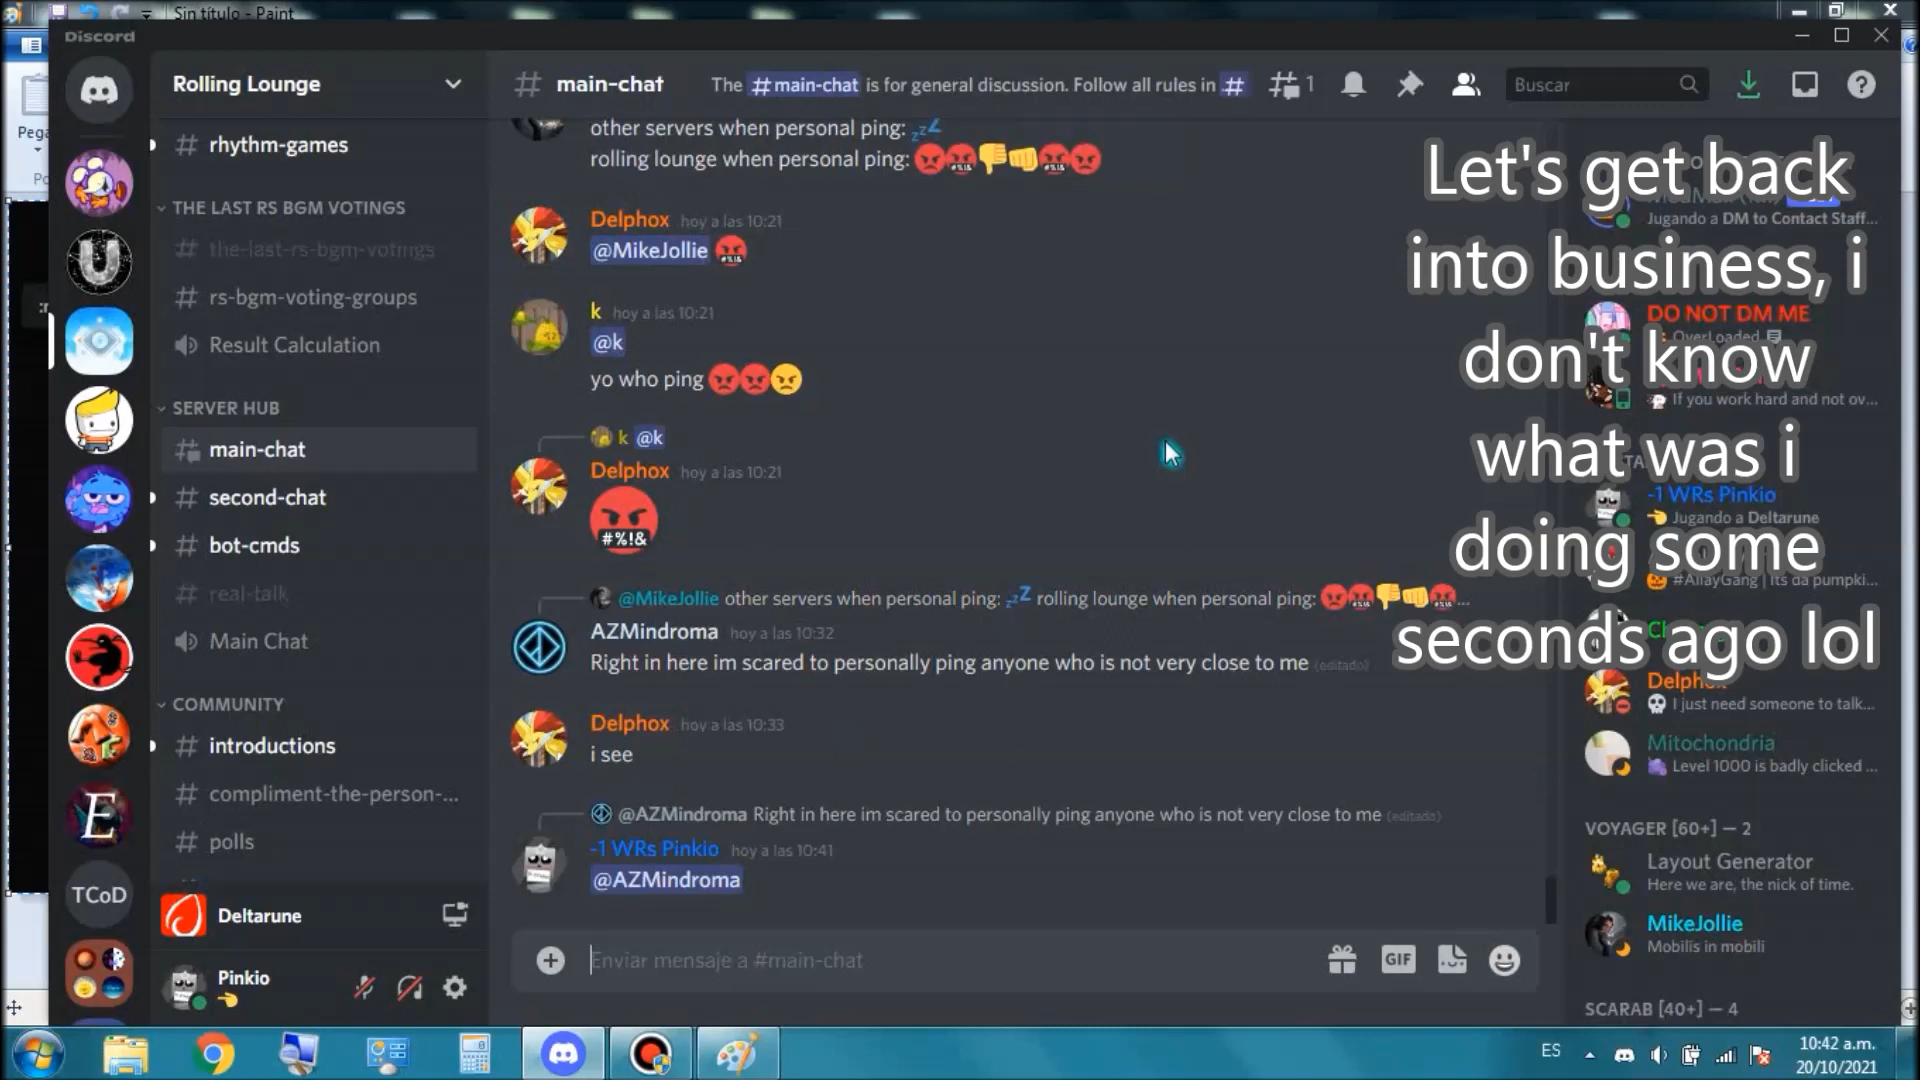 Sin título - Paint
Discord
Rolling Lounge
main-chat
The #main-chat is for general discussion. Follow all rules in #
1
Buscar
Pega
rhythm-games
THE LAST RS BGM VOTINGS
the-last-rs-bgm-votings
rs-bgm-voting-groups
Result Calculation
SERVER HUB
main-chat
second-chat
bot-cmds
real-talk
Main Chat
COMMUNITY
introductions
compliment-the-person-...
polls
TCoD
Deltarune
Pinkio
other servers when personal ping:
rolling lounge when personal ping:
Delphox hoy a las 10:21
@MikeJollie
k hoy a las 10:21
@k
yo who ping
k @k
Delphox hoy a las 10:21
#%!&
@MikeJollie other servers when personal ping: zzZ rolling lounge when personal ping: ...
AZMindroma hoy a las 10:32
Right in here im scared to personally ping anyone who is not very close to me (editado)
Delphox hoy a las 10:33
i see
@AZMindroma Right in here im scared to personally ping anyone who is not very close to me (editado)
-1 WRs Pinkio hoy a las 10:41
@AZMindroma
Enviar mensaje a #main-chat
GIF
Let's get back
into business, i
don't know
what was i
doing some
seconds ago lol
Jugando a DM to Contact Staff...
DO NOT DM ME
OverLoaded
If you work hard and not ov...
-1 WRs Pinkio
Jugando a Deltarune
#AllayGang | Its da pumpki...
Delphox
I just need someone to talk...
Mitochondria
Level 1000 is badly clicked ...
VOYAGER [60+] — 2
Layout Generator
Here we are, the nick of time.
MikeJollie
Mobilis in mobili
SCARAB [40+] — 4
ES
10:42 a.m.
20/10/2021